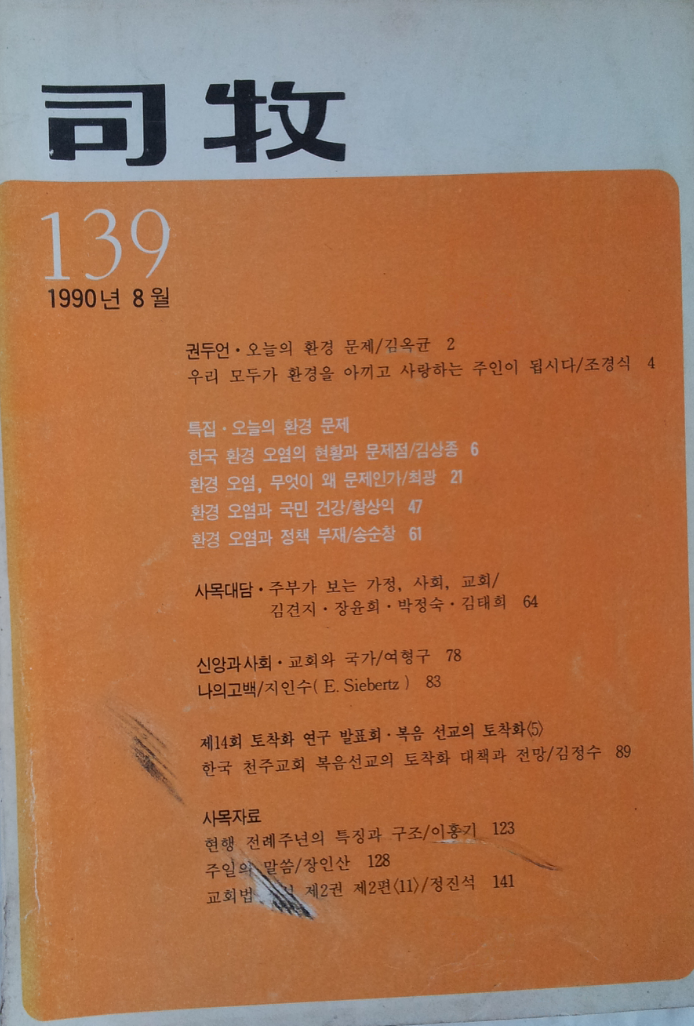 司牧
139
1990년 8월
권두언·오늘의 환경 문제/김옥균 2
우리 모두가 환경을 아끼고 사랑하는 주인이 됩시다/조경식 4
특집·오늘의 환경 문제
한국 환경 오염의 현황과 문제점/김상종 6
환경 오염, 무엇이 왜 문제인가/최광 21
환경 오염과 국민 건강/황상익 47
환경 오염과 정책 부재/송순창 61
사목대담·주부가 보는 가정, 사회, 교회/
김견지·장윤희·박정숙·김태희 64
신앙과사회·교회와 국가/여형구 78
나의고백/지인수(E. Siebertz) 83
제14회 토착화 연구 발표회·복음 선교의 토착화〈5〉
한국 천주교회 복음선교의 토착화 대책과 전망/김정수 89
사목자료
현행 전례주년의 특징과 구조/이홍기 123
주일의 말씀/장인산 128
교회법 제2권 제2편〈11〉/정진석 141